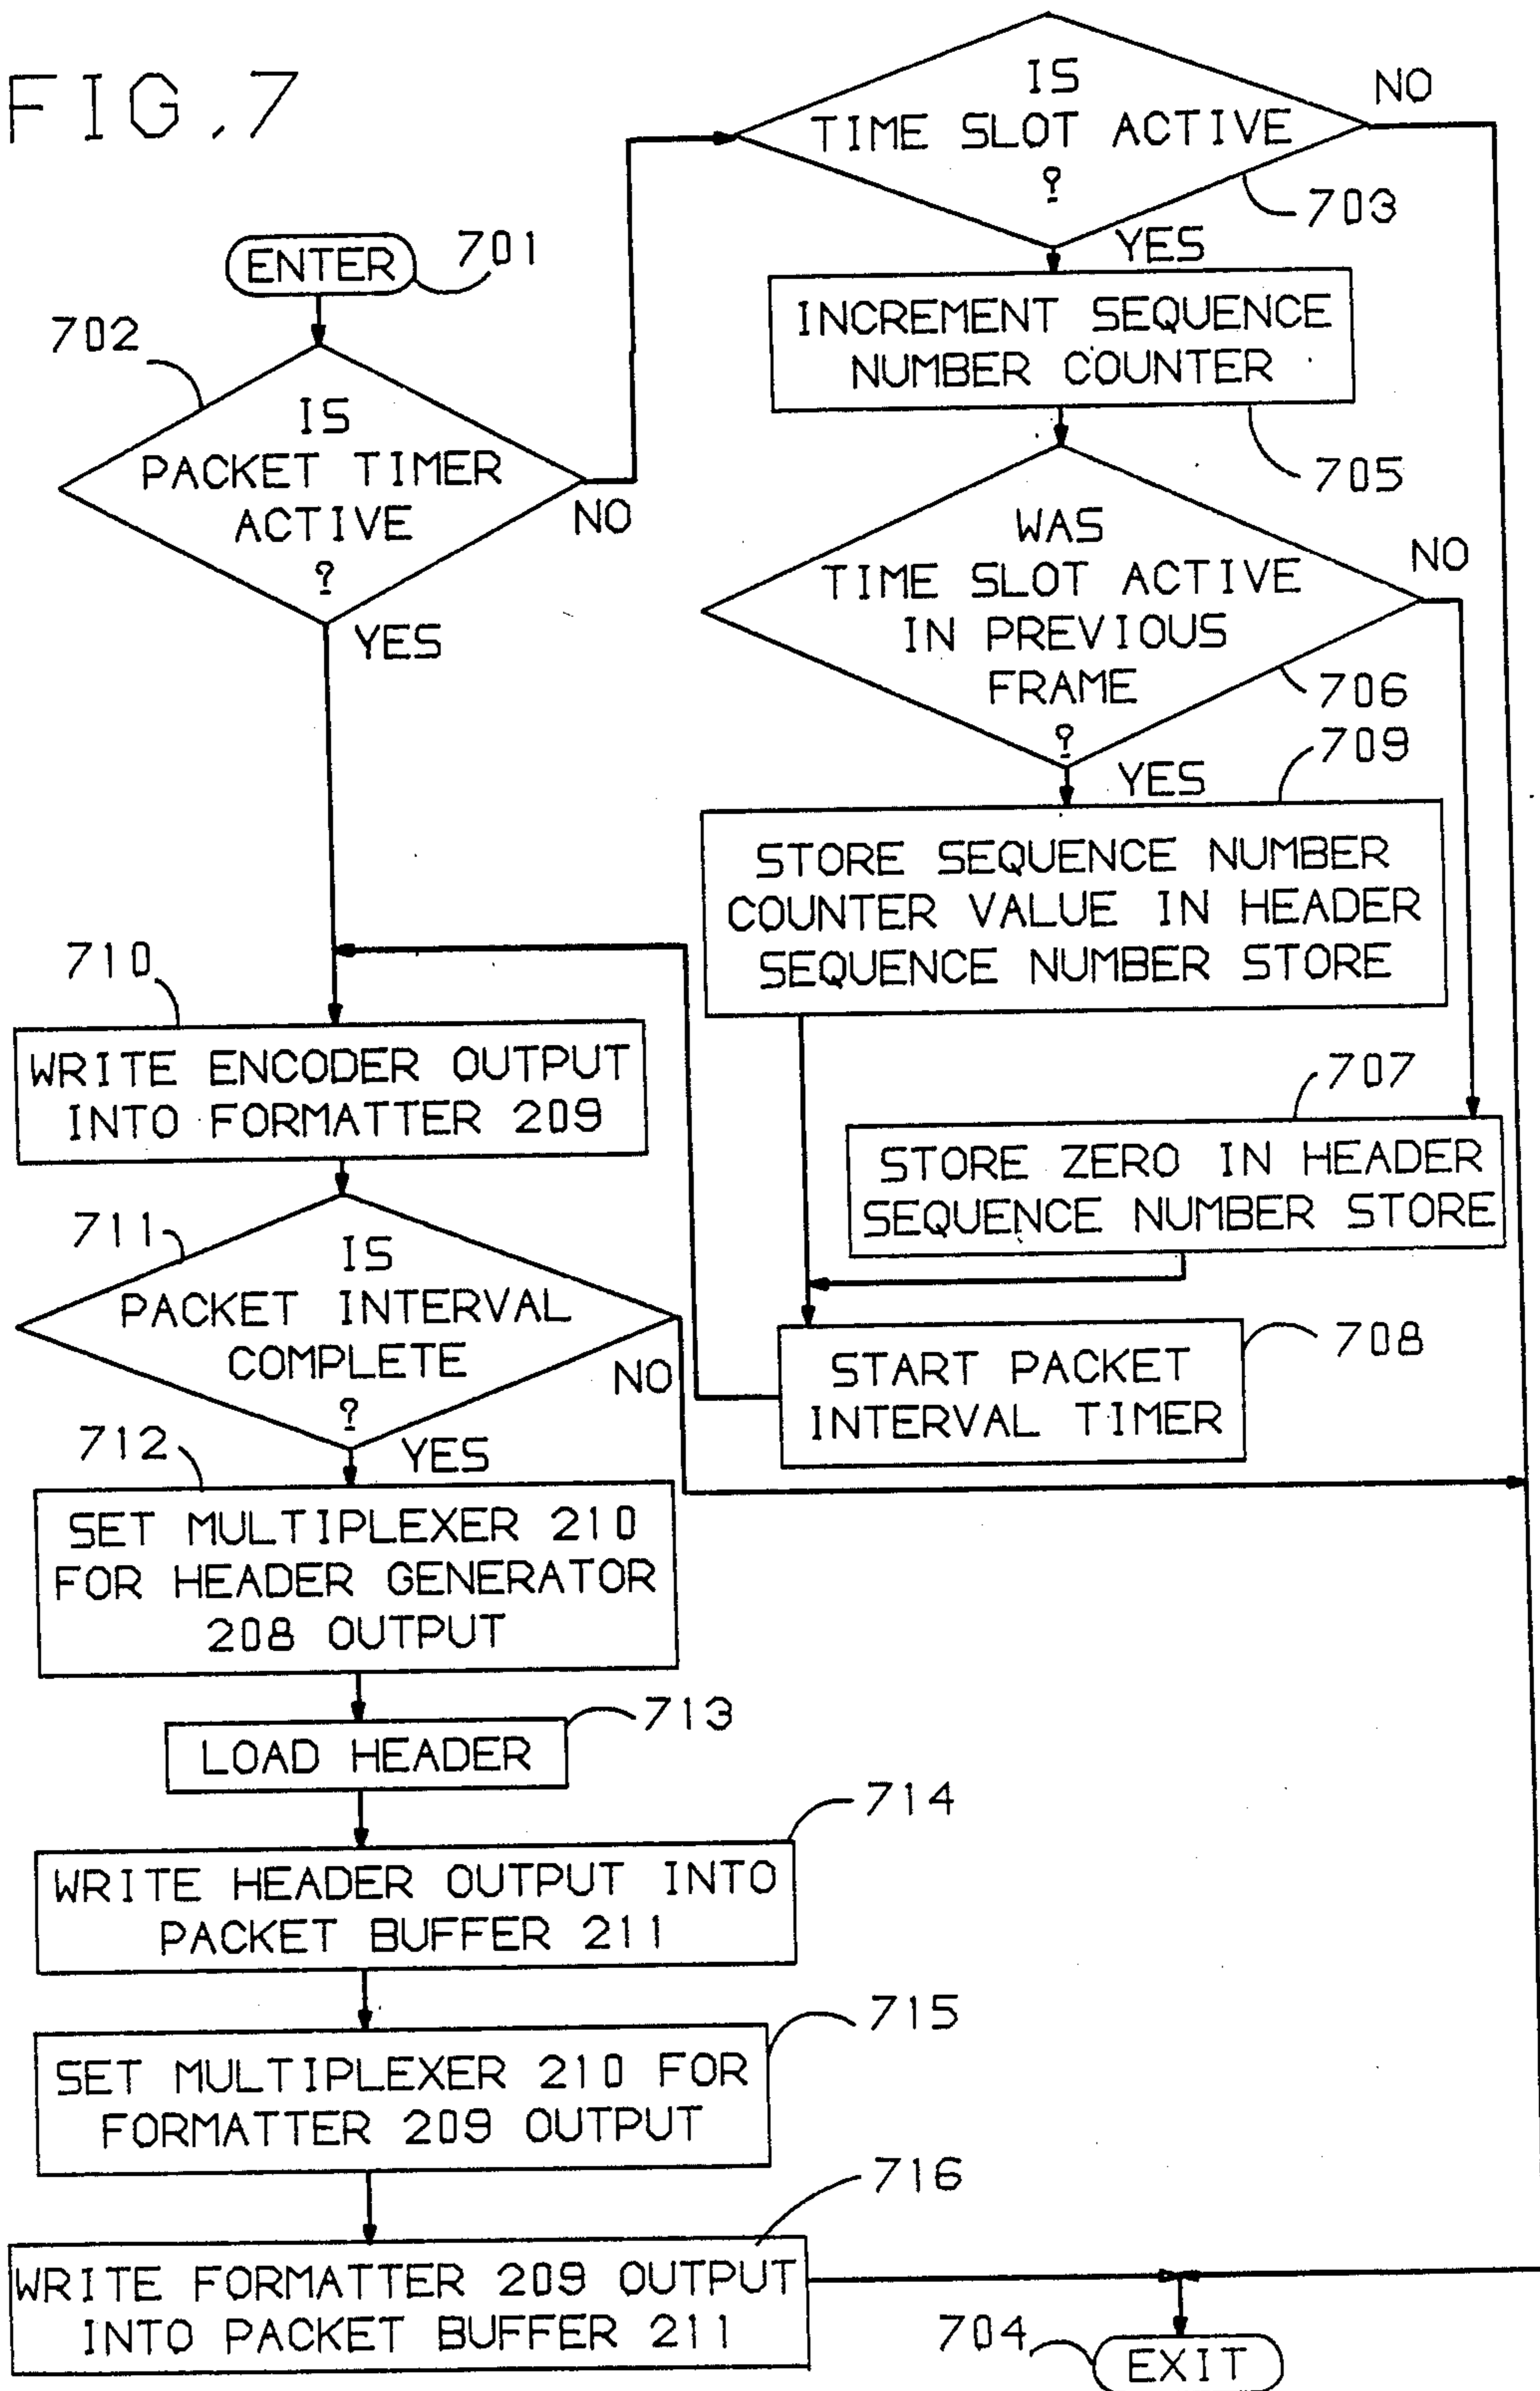 FIG. 7
ENTER
701
702
IS
PACKET TIMER
ACTIVE
?
NO
YES
IS
TIME SLOT ACTIVE
?
NO
703
YES
INCREMENT SEQUENCE
NUMBER COUNTER
705
WAS
TIME SLOT ACTIVE
IN PREVIOUS
FRAME
?
NO
706
YES
709
STORE SEQUENCE NUMBER
COUNTER VALUE IN HEADER
SEQUENCE NUMBER STORE
707
STORE ZERO IN HEADER
SEQUENCE NUMBER STORE
708
START PACKET
INTERVAL TIMER
710
WRITE ENCODER OUTPUT
INTO FORMATTER 209
711
IS
PACKET INTERVAL
COMPLETE
?
NO
YES
712
SET MULTIPLEXER 210
FOR HEADER GENERATOR
208 OUTPUT
713
LOAD HEADER
714
WRITE HEADER OUTPUT INTO
PACKET BUFFER 211
715
SET MULTIPLEXER 210 FOR
FORMATTER 209 OUTPUT
716
WRITE FORMATTER 209 OUTPUT
INTO PACKET BUFFER 211
704
EXIT